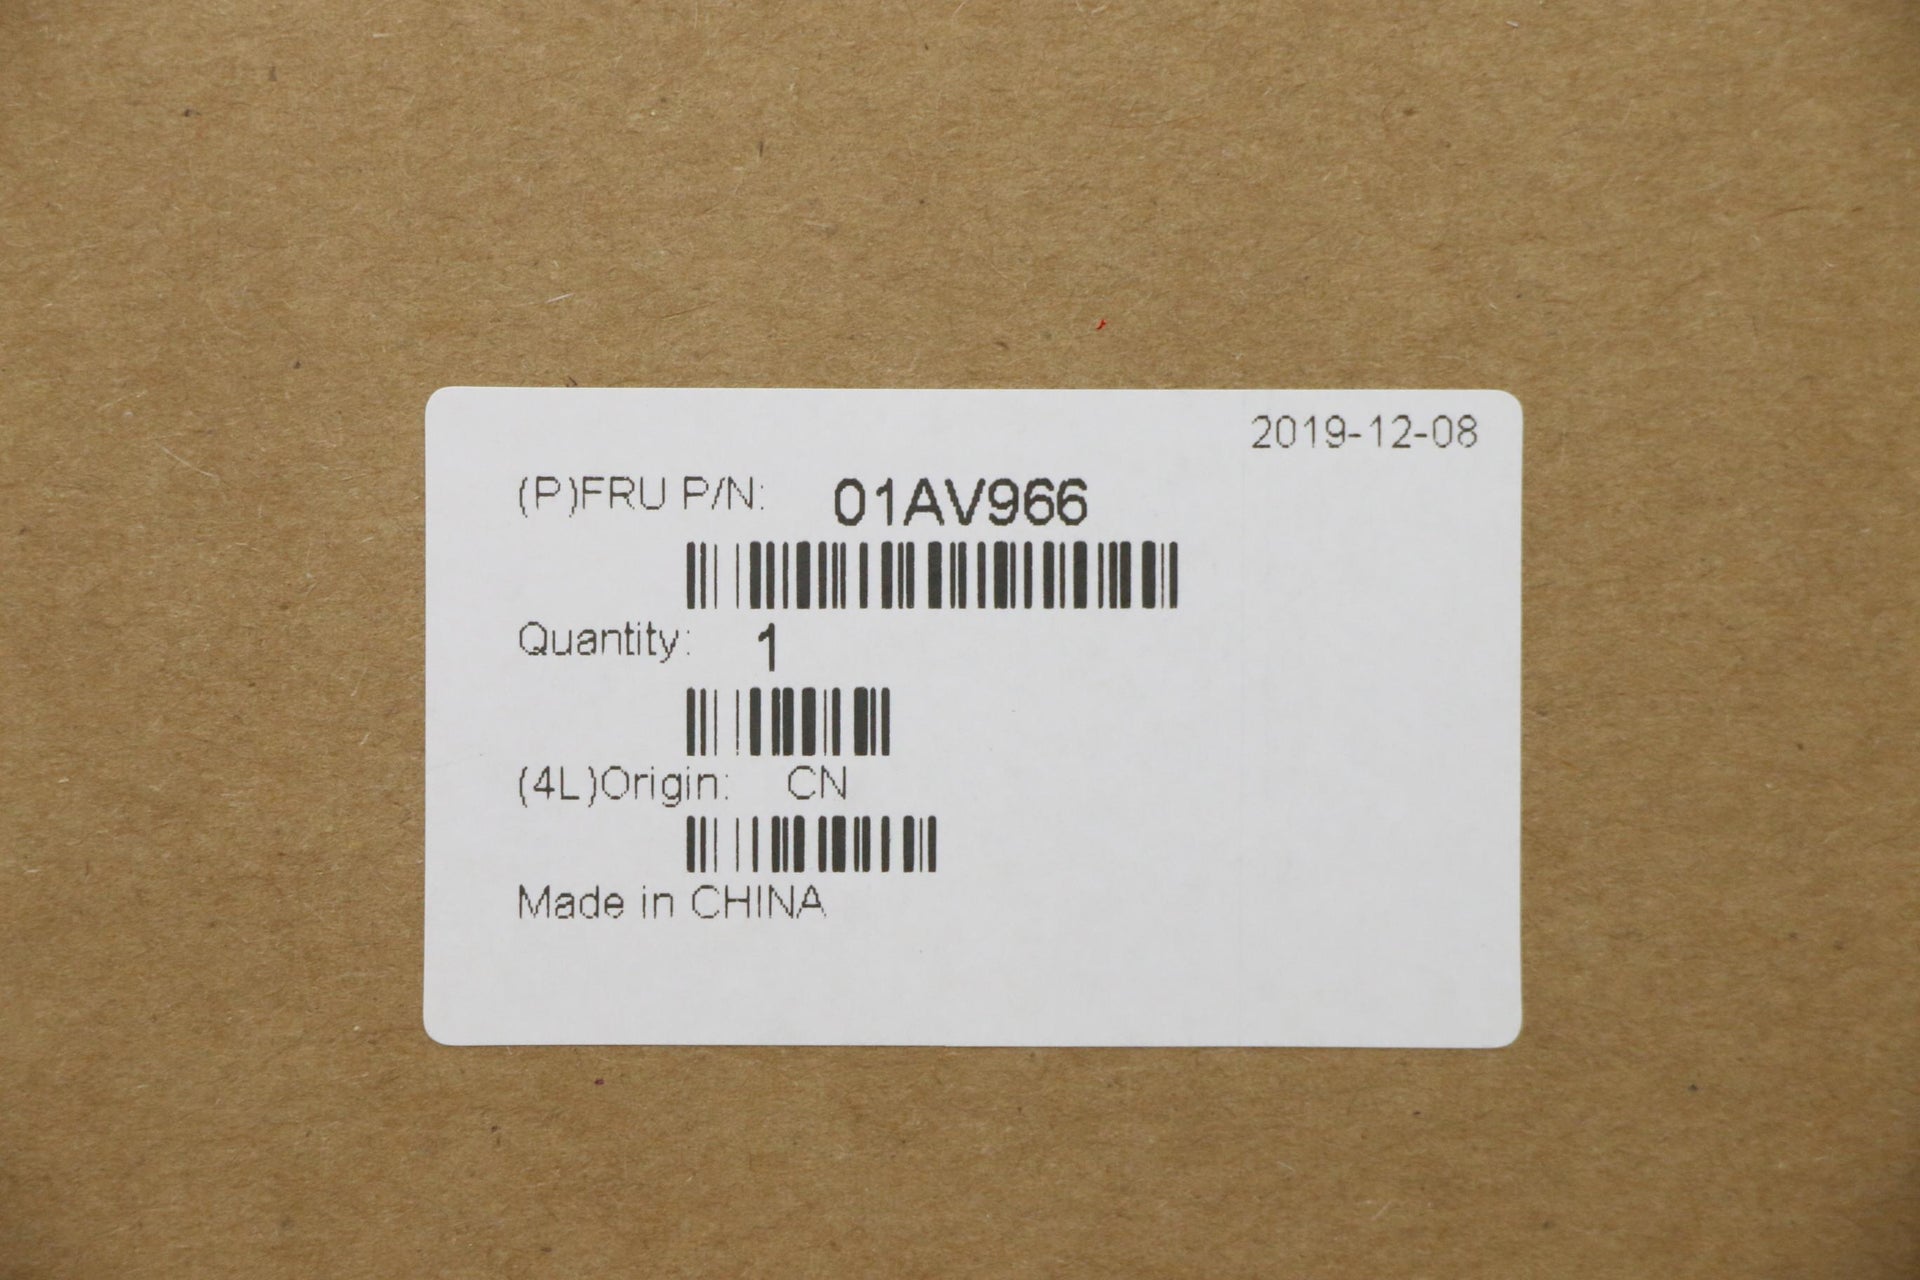 2019-12-08
(P)FRU P/N: 01AV966
Quantity: 1
(4L)Origin: CN
Made in CHINA